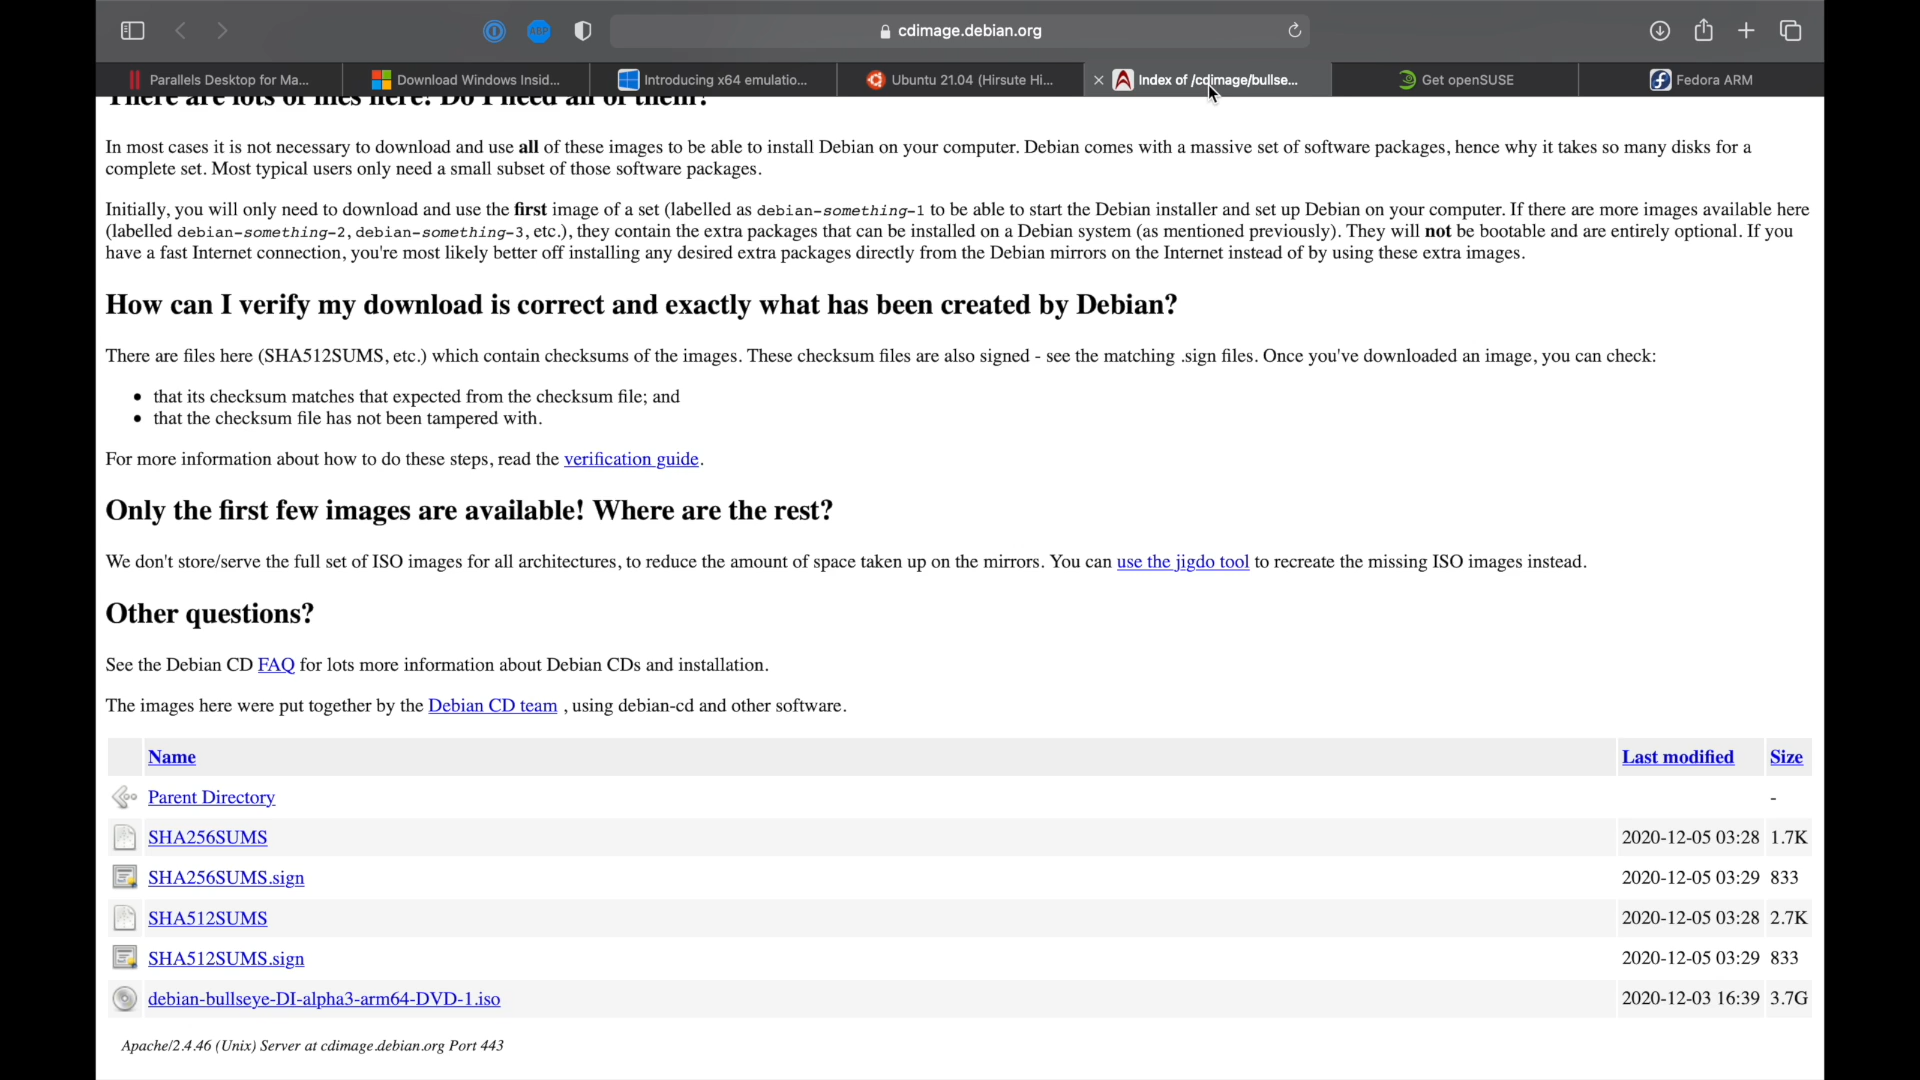 cdimage.debian.org
ABP
Parallels Desktop for Ma...
Download Windows Insid...
Introducing x64 emulatio...
Ubuntu 21.04 (Hirsute Hi...
Index of /cdimage/bullse...
Get openSUSE
Fedora ARM
There are lots of files here! Do I need all of them?
In most cases it is not necessary to download and use all of these images to be able to install Debian on your computer. Debian comes with a massive set of software packages, hence why it takes so many disks for a
complete set. Most typical users only need a small subset of those software packages.
Initially, you will only need to download and use the first image of a set (labelled as debian-something-1 to be able to start the Debian installer and set up Debian on your computer. If there are more images available here
(labelled debian-something-2, debian-something-3, etc.), they contain the extra packages that can be installed on a Debian system (as mentioned previously). They will not be bootable and are entirely optional. If you
have a fast Internet connection, you're most likely better off installing any desired extra packages directly from the Debian mirrors on the Internet instead of by using these extra images.
How can I verify my download is correct and exactly what has been created by Debian?
There are files here (SHA512SUMS, etc.) which contain checksums of the images. These checksum files are also signed - see the matching .sign files. Once you've downloaded an image, you can check:
• that its checksum matches that expected from the checksum file; and
• that the checksum file has not been tampered with.
For more information about how to do these steps, read the verification guide.
Only the first few images are available! Where are the rest?
We don't store/serve the full set of ISO images for all architectures, to reduce the amount of space taken up on the mirrors. You can use the jigdo tool to recreate the missing ISO images instead.
Other questions?
See the Debian CD FAQ for lots more information about Debian CDs and installation.
The images here were put together by the Debian CD team , using debian-cd and other software.
Name Last modified Size
Parent Directory -
SHA256SUMS 2020-12-05 03:28 1.7K
SHA256SUMS.sign 2020-12-05 03:29 833
SHA512SUMS 2020-12-05 03:28 2.7K
SHA512SUMS.sign 2020-12-05 03:29 833
debian-bullseye-DI-alpha3-arm64-DVD-1.iso 2020-12-03 16:39 3.7G
Apache/2.4.46 (Unix) Server at cdimage.debian.org Port 443